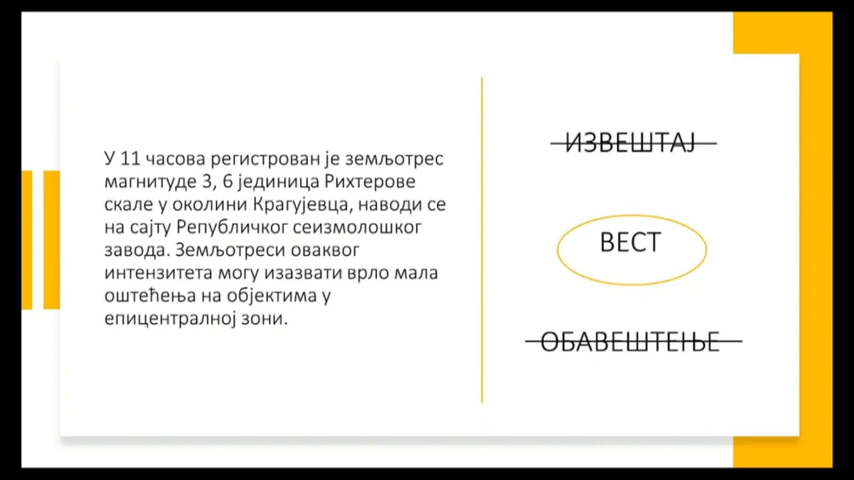 У 11 часова регистрован је земљотрес
магнитуде 3, 6 јединица Рихтерове
скале у околини Крагујевца, наводи се
на сајту Републичког сеизмолошког
завода. Земљотреси оваквог
интензитета могу изазвати врло мала
оштећења на објектима у
епицентралној зони.
ИЗВЕШТАЈ
ВЕСТ
ОБАВЕШТЕЊЕ